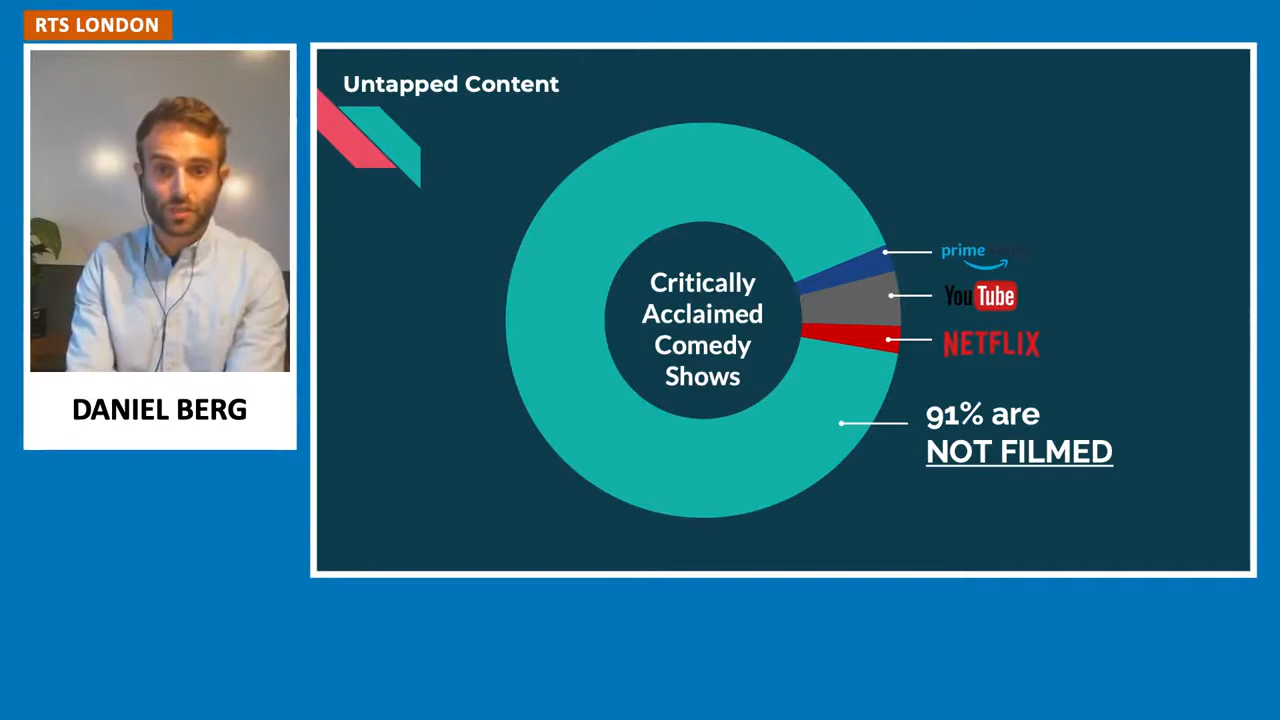 RTS LONDON
DANIEL BERG
Untapped Content
Critically
Acclaimed
Comedy
Shows
prime
YouTube
NETFLIX
91% are
NOT FILMED